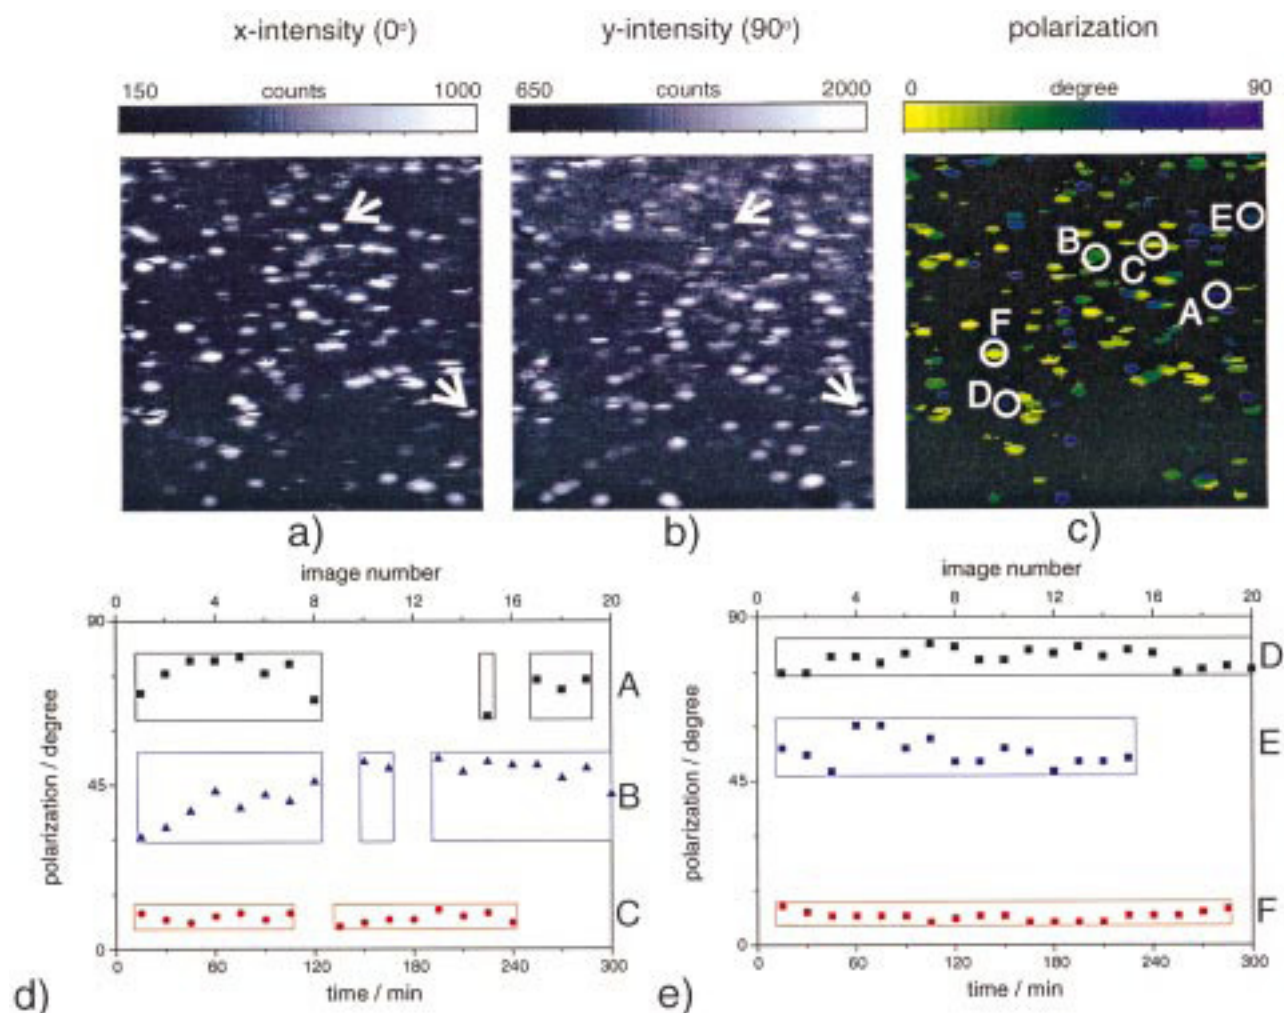 x-intensity (0°) y-intensity (90°) polarization
150 counts 1000 650 counts 2000 0 degree 90
E
B
C
A
F
D
a) b) c)
image number image number
0 4 8 12 16 20 0 4 8 12 16 20
90 90
D
A
E
polarization / degree polarization / degree
45 45
B
C F
0 0
0 60 120 180 240 300 0 60 120 180 240 300
d) time / min e) time / min